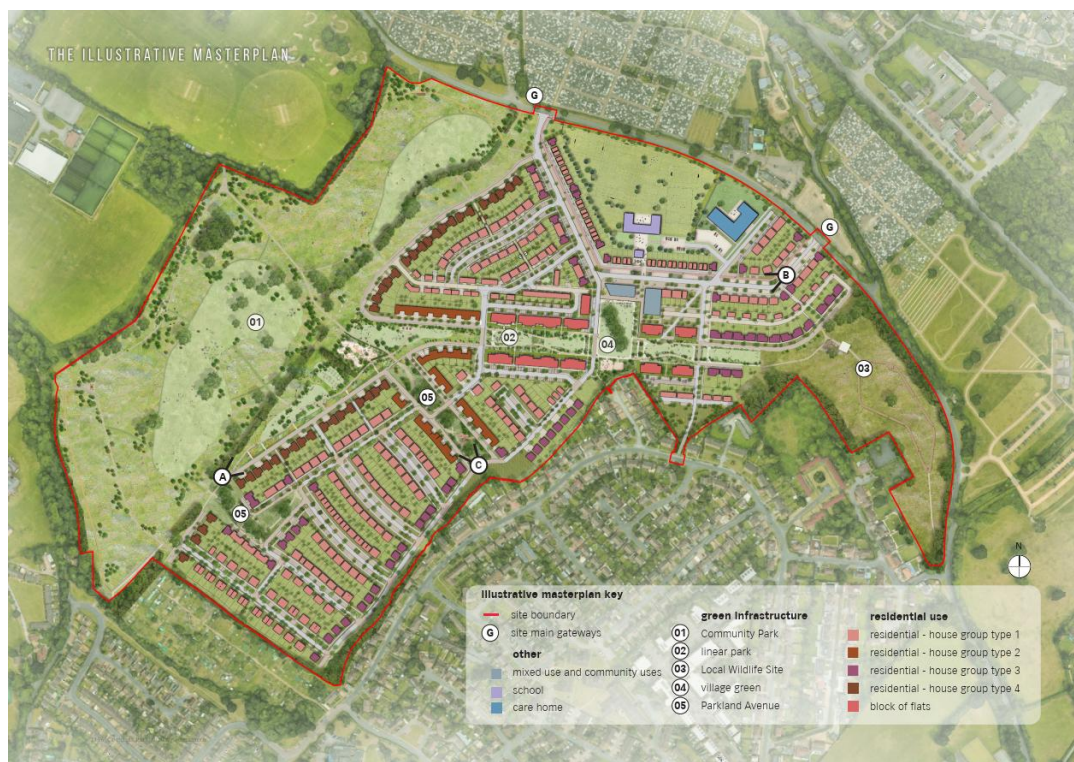 THE ILLUSTRATIVE MASTERPLAN
G
G
B
01
02
04
03
05
A
C
05
N
illustrative masterplan key
site boundary
G site main gateways
other
mixed use and community uses
school
care home
green infrastructure
01 Community Park
02 linear park
03 Local Wildlife Site
04 village green
05 Parkland Avenue
residential use
residential - house group type 1
residential - house group type 2
residential - house group type 3
residential - house group type 4
block of flats